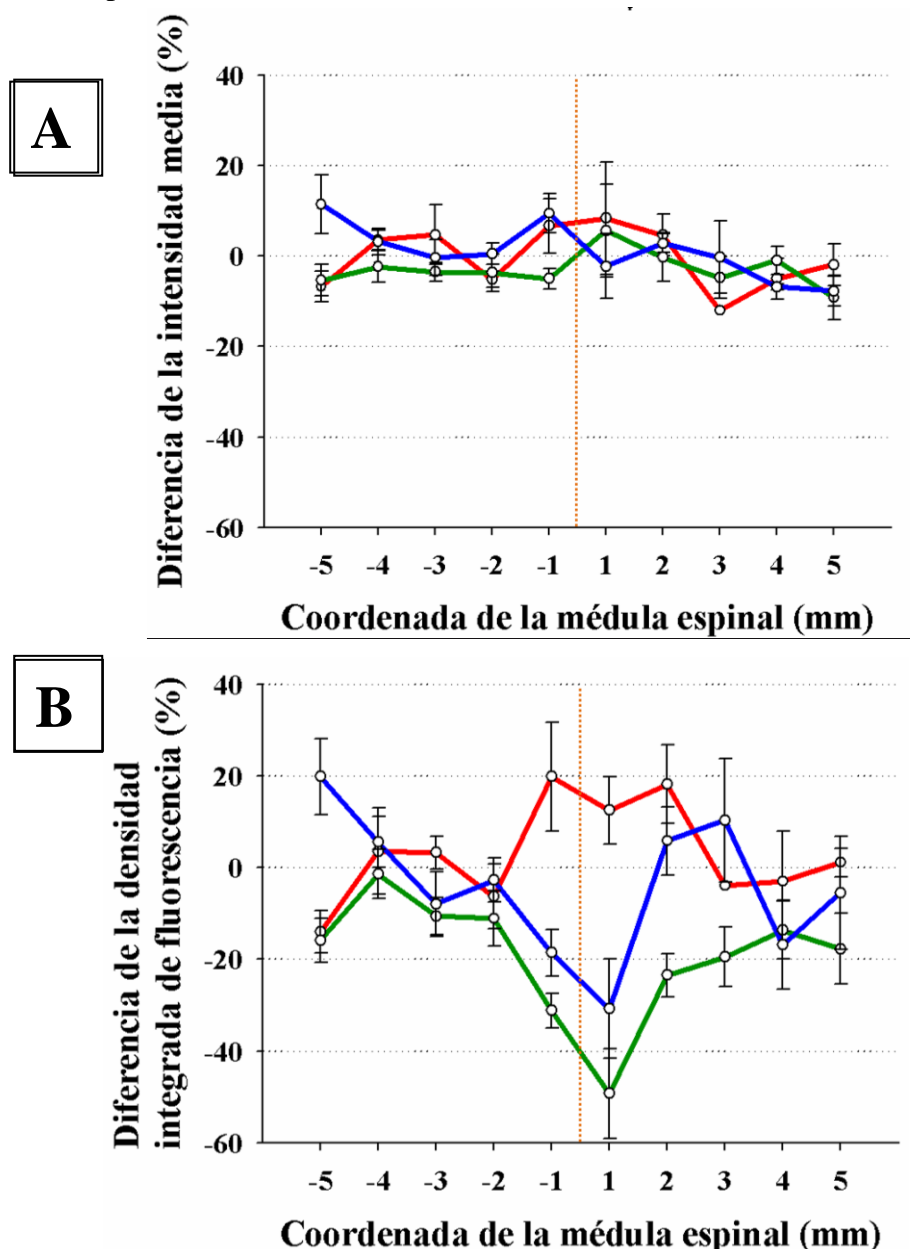 A
Diferencia de la intensidad media (%)
40
20
0
-20
-40
-60
-5 -4 -3 -2 -1 1 2 3 4 5
Coordenada de la médula espinal (mm)
B
Diferencia de la densidad
integrada de fluorescencia (%)
40
20
0
-20
-40
-60
-5 -4 -3 -2 -1 1 2 3 4 5
Coordenada de la médula espinal (mm)